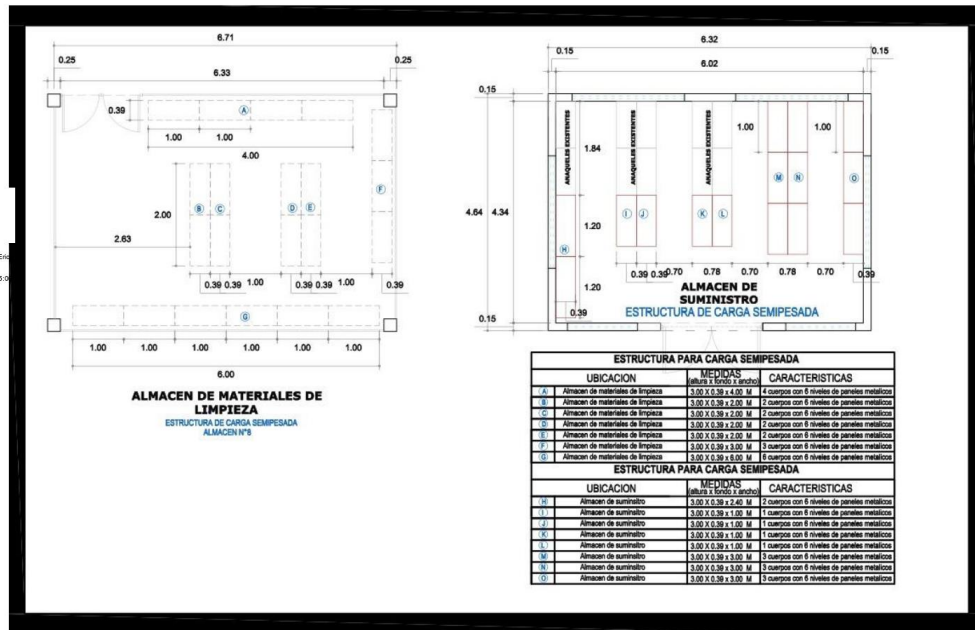 6.71
0.25
0.25
6.33
0.39
A
1.00
1.00
4.00
F
B
C
D
E
2.00
2.63
0.39
0.39
1.00
0.39
0.39
1.00
0.39
G
1.00
1.00
1.00
1.00
1.00
1.00
6.00
ALMACEN DE MATERIALES DE
LIMPIEZA
ESTRUCTURA DE CARGA SEMIPESADA
ALMACEN N°8
6.32
0.15
0.15
6.02
0.15
ANAQUELES EXISTENTES
ANAQUELES EXISTENTES
ANAQUELES EXISTENTES
1.00
1.00
1.84
M
N
O
4.64
4.34
I
J
K
L
1.20
H
0.39
0.39
0.70
0.78
0.70
0.78
0.70
0.39
1.20
0.39
0.15
ALMACEN DE
SUMINISTRO
ESTRUCTURA DE CARGA SEMIPESADA
ESTRUCTURA PARA CARGA SEMIPESADA
UBICACION MEDIDAS (altura x fondo x ancho) CARACTERISTICAS
A Almacen de materiales de limpieza 3.00 X 0.39 x 4.00 M 4 cuerpos con 6 niveles de paneles metalicos
B Almacen de materiales de limpieza 3.00 X 0.39 x 2.00 M 2 cuerpos con 6 niveles de paneles metalicos
C Almacen de materiales de limpieza 3.00 X 0.39 x 2.00 M 2 cuerpos con 6 niveles de paneles metalicos
D Almacen de materiales de limpieza 3.00 X 0.39 x 2.00 M 2 cuerpos con 6 niveles de paneles metalicos
E Almacen de materiales de limpieza 3.00 X 0.39 x 2.00 M 2 cuerpos con 6 niveles de paneles metalicos
F Almacen de materiales de limpieza 3.00 X 0.39 x 3.00 M 3 cuerpos con 6 niveles de paneles metalicos
G Almacen de materiales de limpieza 3.00 X 0.39 x 6.00 M 6 cuerpos con 6 niveles de paneles metalicos
ESTRUCTURA PARA CARGA SEMIPESADA
UBICACION MEDIDAS (altura x fondo x ancho) CARACTERISTICAS
H Almacen de suminsitro 3.00 X 0.39 x 2.40 M 2 cuerpos con 6 niveles de paneles metalicos
I Almacen de suminsitro 3.00 X 0.39 x 1.00 M 1 cuerpos con 6 niveles de paneles metalicos
J Almacen de suminsitro 3.00 X 0.39 x 1.00 M 1 cuerpos con 6 niveles de paneles metalicos
K Almacen de suminsitro 3.00 X 0.39 x 1.00 M 1 cuerpos con 6 niveles de paneles metalicos
L Almacen de suminsitro 3.00 X 0.39 x 1.00 M 1 cuerpos con 6 niveles de paneles metalicos
M Almacen de suminsitro 3.00 X 0.39 x 3.00 M 3 cuerpos con 6 niveles de paneles metalicos
N Almacen de suminsitro 3.00 X 0.39 x 3.00 M 3 cuerpos con 6 niveles de paneles metalicos
O Almacen de suminsitro 3.00 X 0.39 x 3.00 M 3 cuerpos con 6 niveles de paneles metalicos